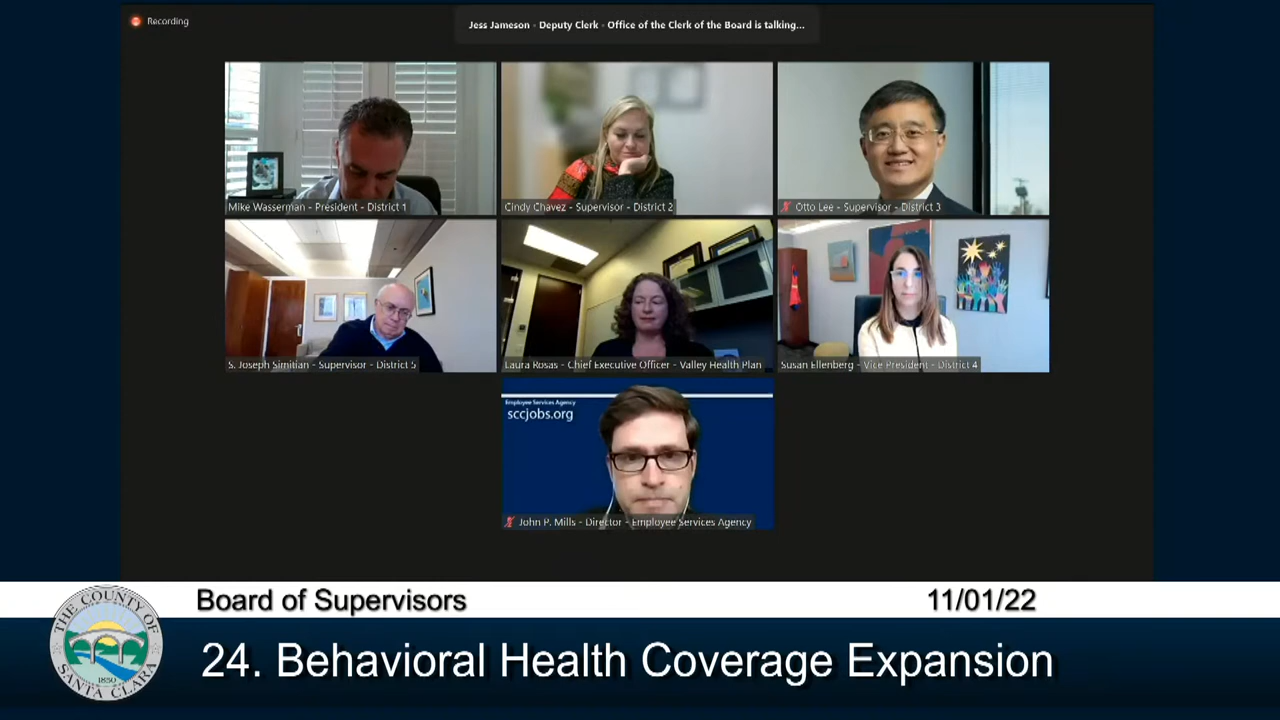 Recording
Jess Jameson - Deputy Clerk - Office of the Clerk of the Board is talking...
Mike Wasserman - President - District 1
Cindy Chavez - Supervisor - District 2
Otto Lee - Supervisor - District 3
S. Joseph Simitian - Supervisor - District 5
Laura Rosas - Chief Executive Officer - Valley Health Plan
Susan Ellenberg - Vice President - District 4
Employee Services Agency
sccjobs.org
John P. Mills - Director - Employee Services Agency
Board of Supervisors
11/01/22
THE COUNTY OF
SANTA CLARA
1850
24. Behavioral Health Coverage Expansion